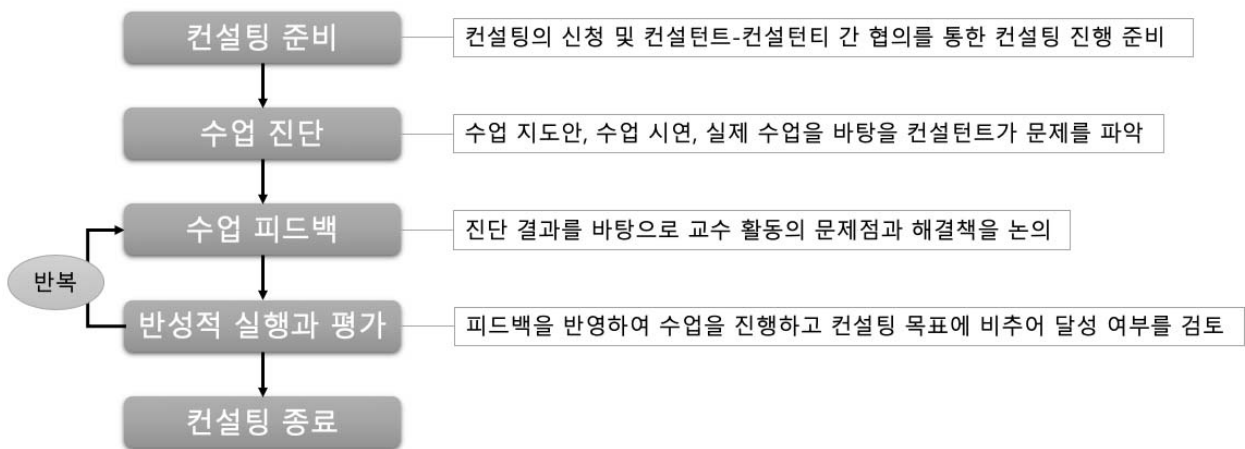 컨설팅 준비
컨설팅의 신청 및 컨설턴트-컨설턴티 간 협의를 통한 컨설팅 진행 준비
수업 진단
수업 지도안, 수업 시연, 실제 수업을 바탕을 컨설턴트가 문제를 파악
수업 피드백
진단 결과를 바탕으로 교수 활동의 문제점과 해결책을 논의
반복
반성적 실행과 평가
피드백을 반영하여 수업을 진행하고 컨설팅 목표에 비추어 달성 여부를 검토
컨설팅 종료